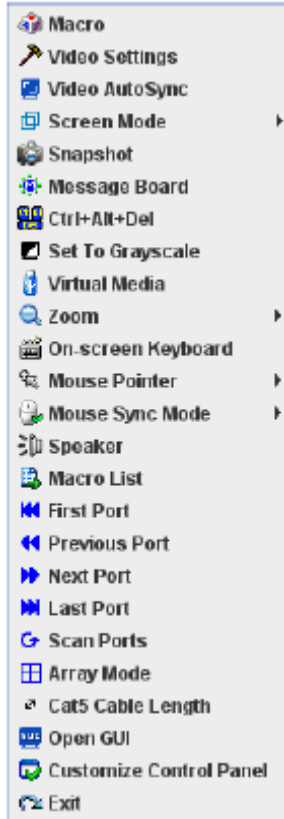 Macro
Video Settings
Video AutoSync
Screen Mode
Snapshot
Message Board
Ctrl+Alt+Del
Set To Grayscale
Virtual Media
Zoom
On-screen Keyboard
Mouse Pointer
Mouse Sync Mode
Speaker
Macro List
First Port
Previous Port
Next Port
Last Port
Scan Ports
Array Mode
Cat5 Cable Length
Open GUI
Customize Control Panel
Exit